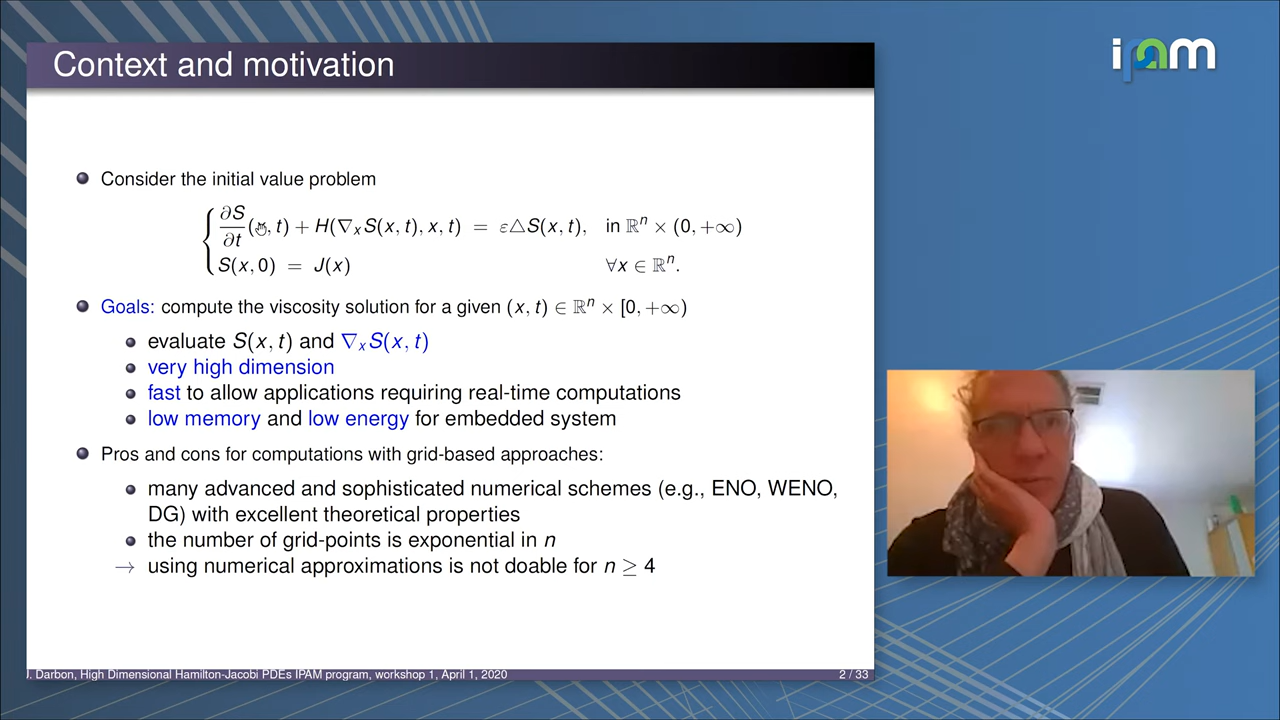 Context and motivation
ipam
Consider the initial value problem
∂S/∂t (x, t) + H(∇ₓS(x, t), x, t) = ε△S(x, t), in ℝⁿ × (0, +∞)
S(x, 0) = J(x) ∀x ∈ ℝⁿ.
Goals: compute the viscosity solution for a given (x, t) ∈ ℝⁿ × [0, +∞)
evaluate S(x, t) and ∇ₓS(x, t)
very high dimension
fast to allow applications requiring real-time computations
low memory and low energy for embedded system
Pros and cons for computations with grid-based approaches:
many advanced and sophisticated numerical schemes (e.g., ENO, WENO,
DG) with excellent theoretical properties
the number of grid-points is exponential in n
→ using numerical approximations is not doable for n ≥ 4
J. Darbon, High Dimensional Hamilton-Jacobi PDEs IPAM program, workshop 1, April 1, 2020
2 / 33